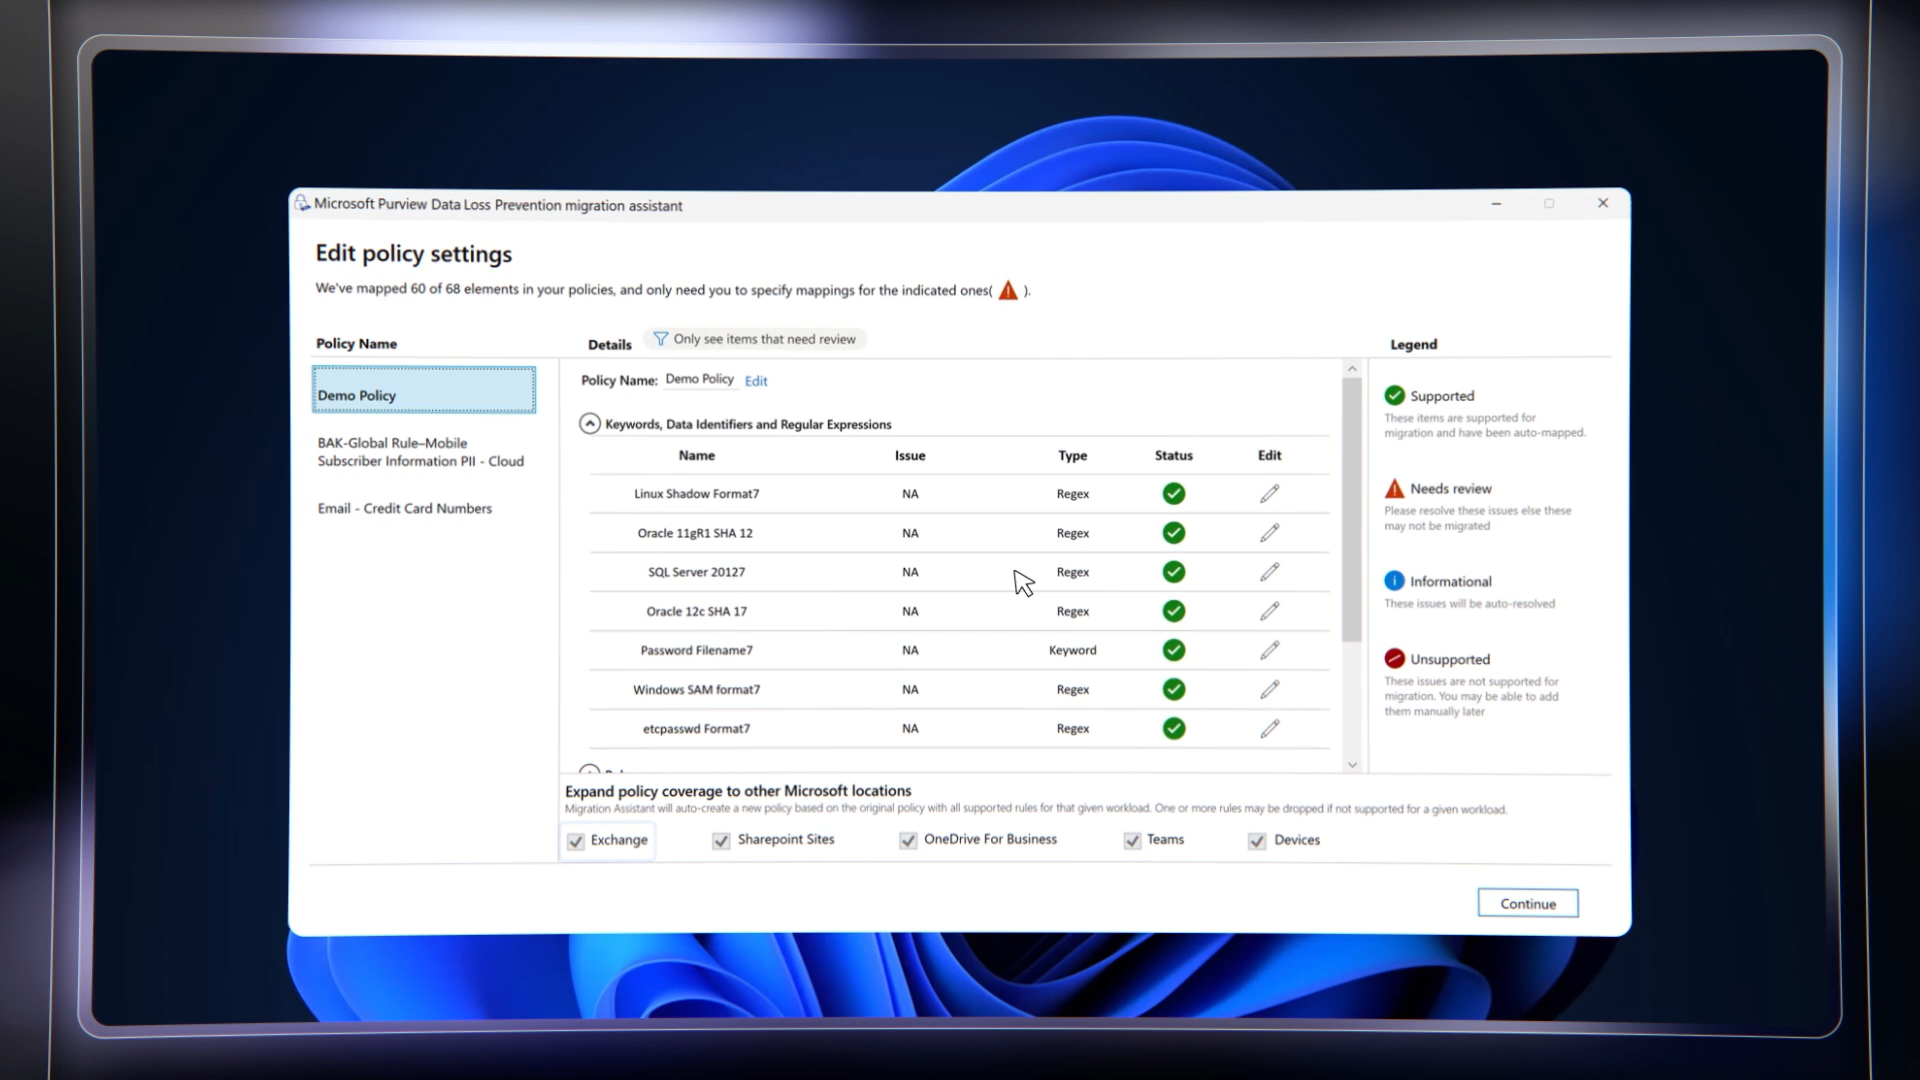 Microsoft Purview Data Loss Prevention migration assistant
Edit policy settings
We've mapped 60 of 68 elements in your policies, and only need you to specify mappings for the indicated ones( ).
Policy Name
Demo Policy
BAK-Global Rule–Mobile
Subscriber Information PII - Cloud
Email - Credit Card Numbers
Details
Only see items that need review
Policy Name: Demo Policy Edit
Keywords, Data Identifiers and Regular Expressions
Name Issue Type Status Edit
Linux Shadow Format7 NA Regex
Oracle 11gR1 SHA 12 NA Regex
SQL Server 20127 NA Regex
Oracle 12c SHA 17 NA Regex
Password Filename7 NA Keyword
Windows SAM format7 NA Regex
etcpasswd Format7 NA Regex
Legend
Supported
These items are supported for
migration and have been auto-mapped.
Needs review
Please resolve these issues else these
may not be migrated
Informational
These issues will be auto-resolved
Unsupported
These issues are not supported for
migration. You may be able to add
them manually later
Expand policy coverage to other Microsoft locations
Migration Assistant will auto-create a new policy based on the original policy with all supported rules for that given workload. One or more rules may be dropped if not supported for a given workload.
Exchange Sharepoint Sites OneDrive For Business Teams Devices
Continue